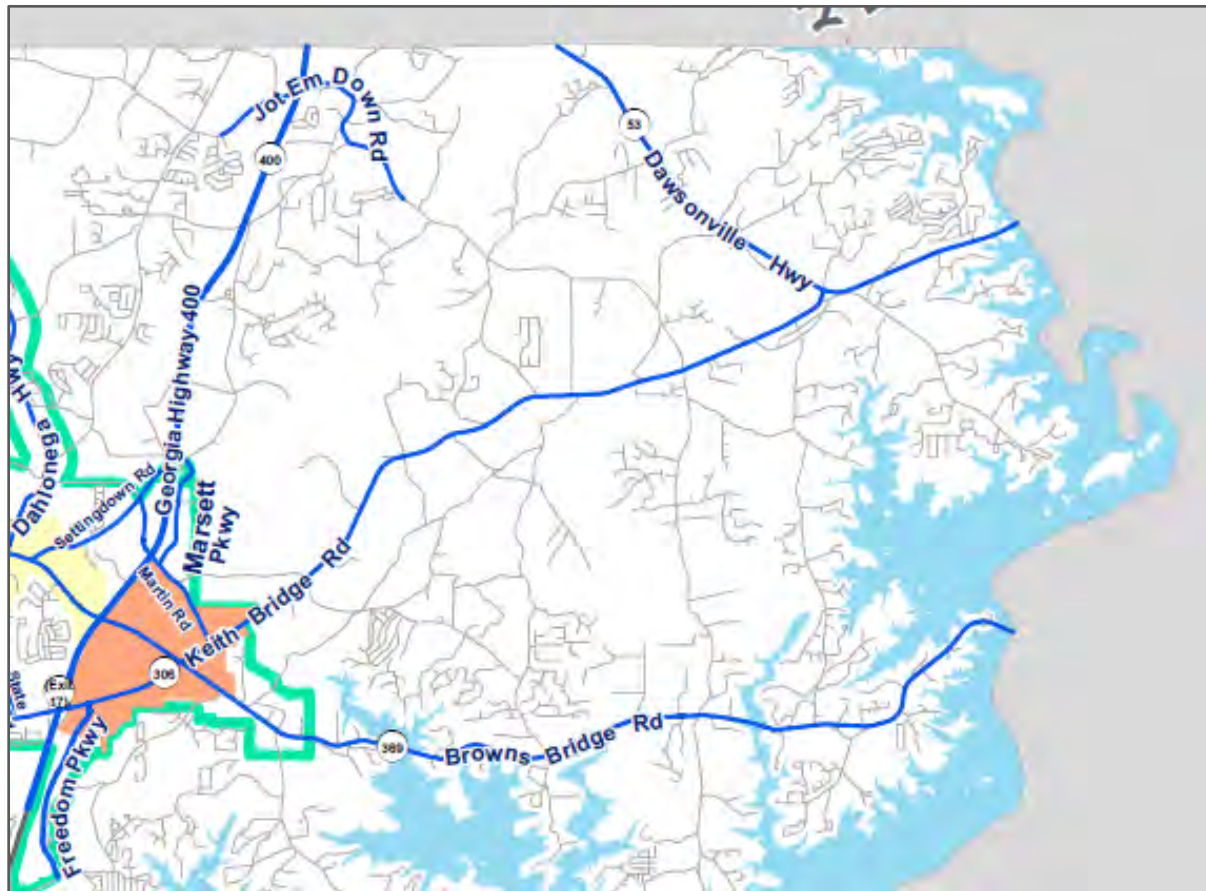 Jot-Em Down Rd
53
400
Dawsonville Hwy
Georgia Highway 400
Hwy
Dahlonega
Settingdown Rd
Marsett
Pkwy
Martin Rd
Keith Bridge Rd
306
State
(Exit
17)
369
Browns Bridge Rd
Freedom Pkwy